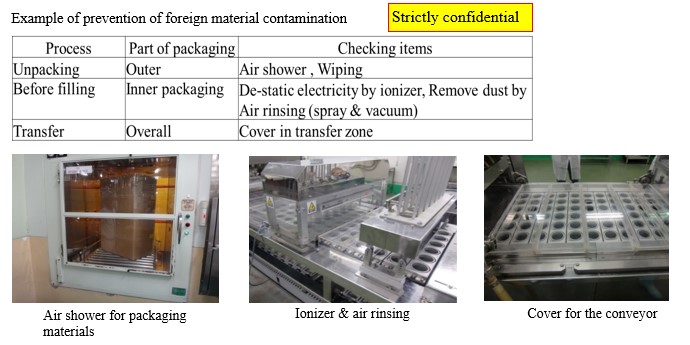 Example of prevention of foreign material contamination
Strictly confidential
Process Part of packaging Checking items
Unpacking Outer Air shower , Wiping
Before filling Inner packaging De-static electricity by ionizer, Remove dust by
Air rinsing (spray & vacuum)
Transfer Overall Cover in transfer zone
Air shower for packaging
materials
Ionizer & air rinsing
Cover for the conveyor